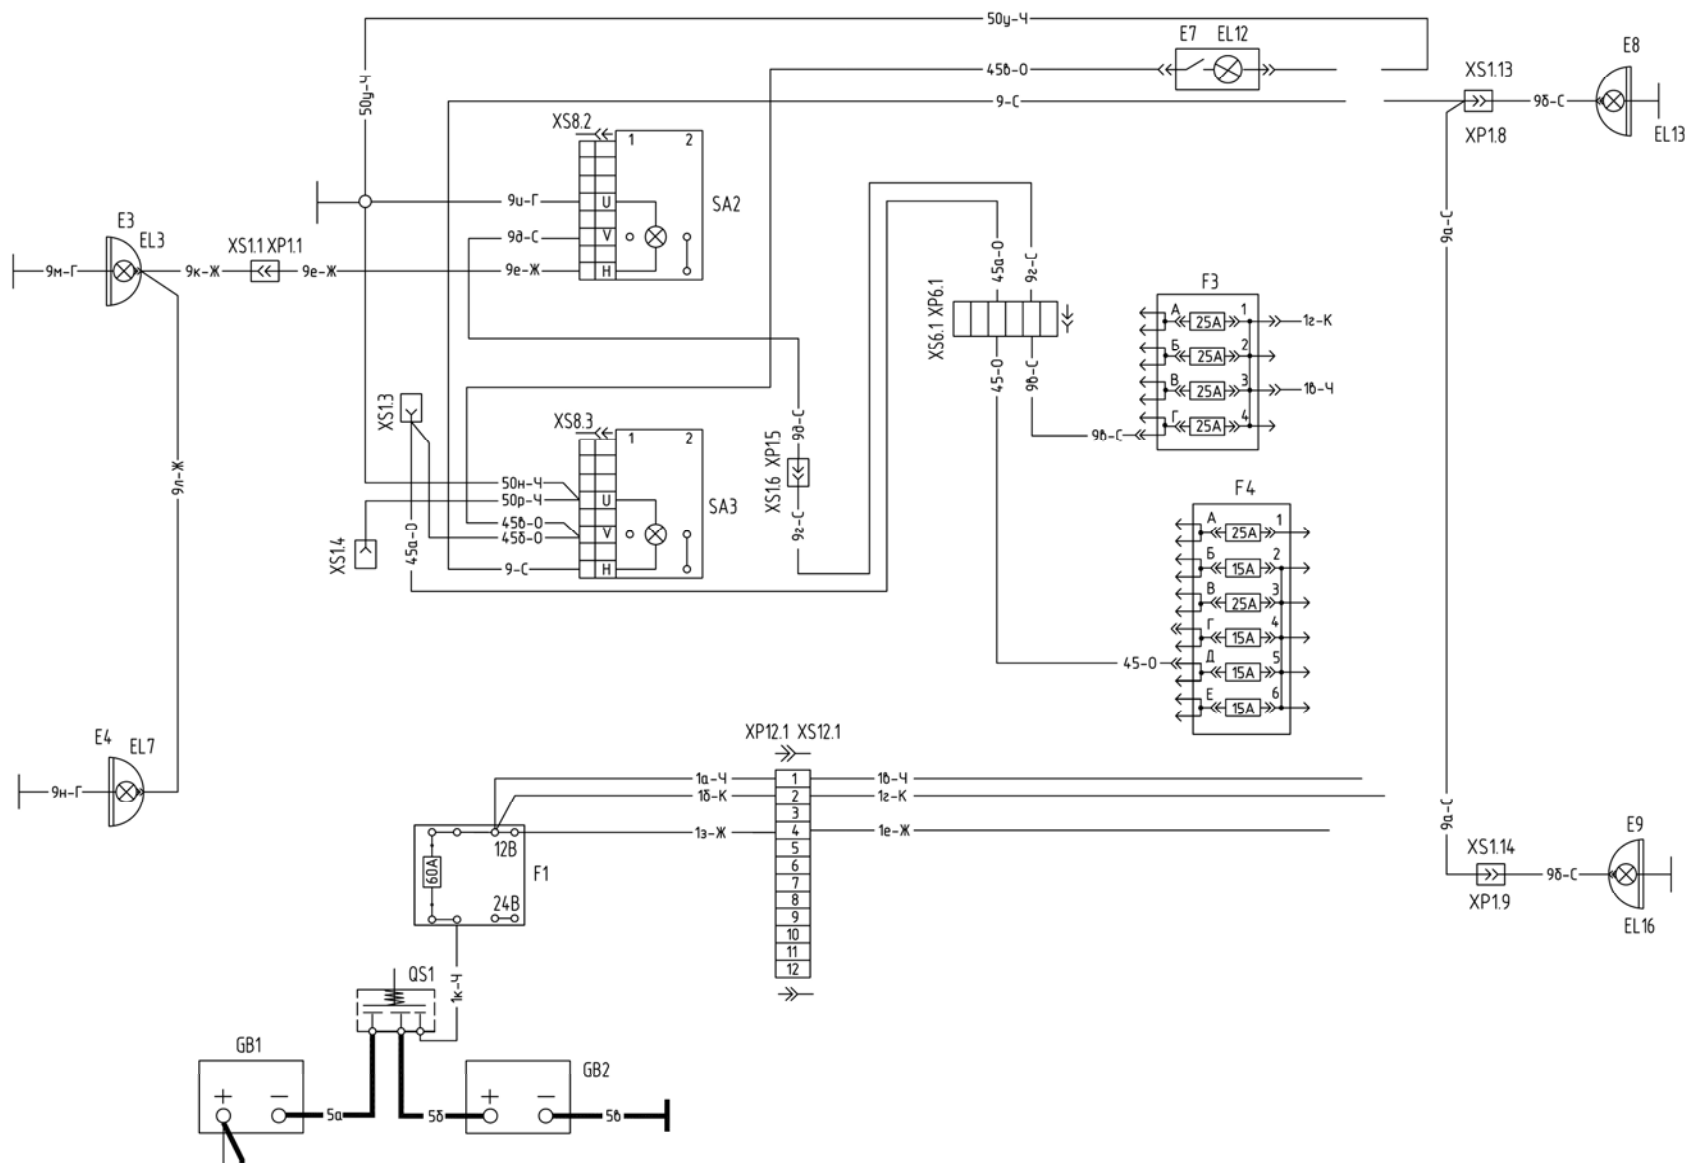 50у-Ч
E7 EL12
E8
45в-О
XS1.13
50у-Ч
9-С
9б-С
XS8.2
1 2
XP1.8
EL13
9и-Г
U
SA2
E3
EL3
XS1.1 XP1.1
9д-С
V
9а-С
9м-Г
9к-Ж
9е-Ж
9е-Ж
H
45а-О
9г-С
F3
XS6.1 XP6.1
А 25А 1
1г-К
Б 25А 2
В 25А 3
1в-Ч
Г 25А 4
45-О
9в-С
9в-С
XS1.3
XS8.3
1 2
9д-С
XS1.6 XP1.5
9л-Ж
50н-Ч
50р-Ч
U
SA3
F4
45в-О
45б-О
V
9г-С
А 25А 1
XS1.4
45а-О
9-С
H
Б 15А 2
В 25А 3
Г 15А 4
Д 15А 5
45-О
Е 15А 6
E4
EL7
XP12.1 XS12.1
9н-Г
1а-Ч
1
1в-Ч
1б-К
2
1г-К
3
1з-Ж
4
1е-Ж
9а-С
E9
12В
5
XS1.14
60А
F1
6
7
9б-С
24В
8
XP1.9
9
EL16
10
11
12
QS1
1к-Ч
GB1
GB2
+ −
+ −
5а
5б
5в